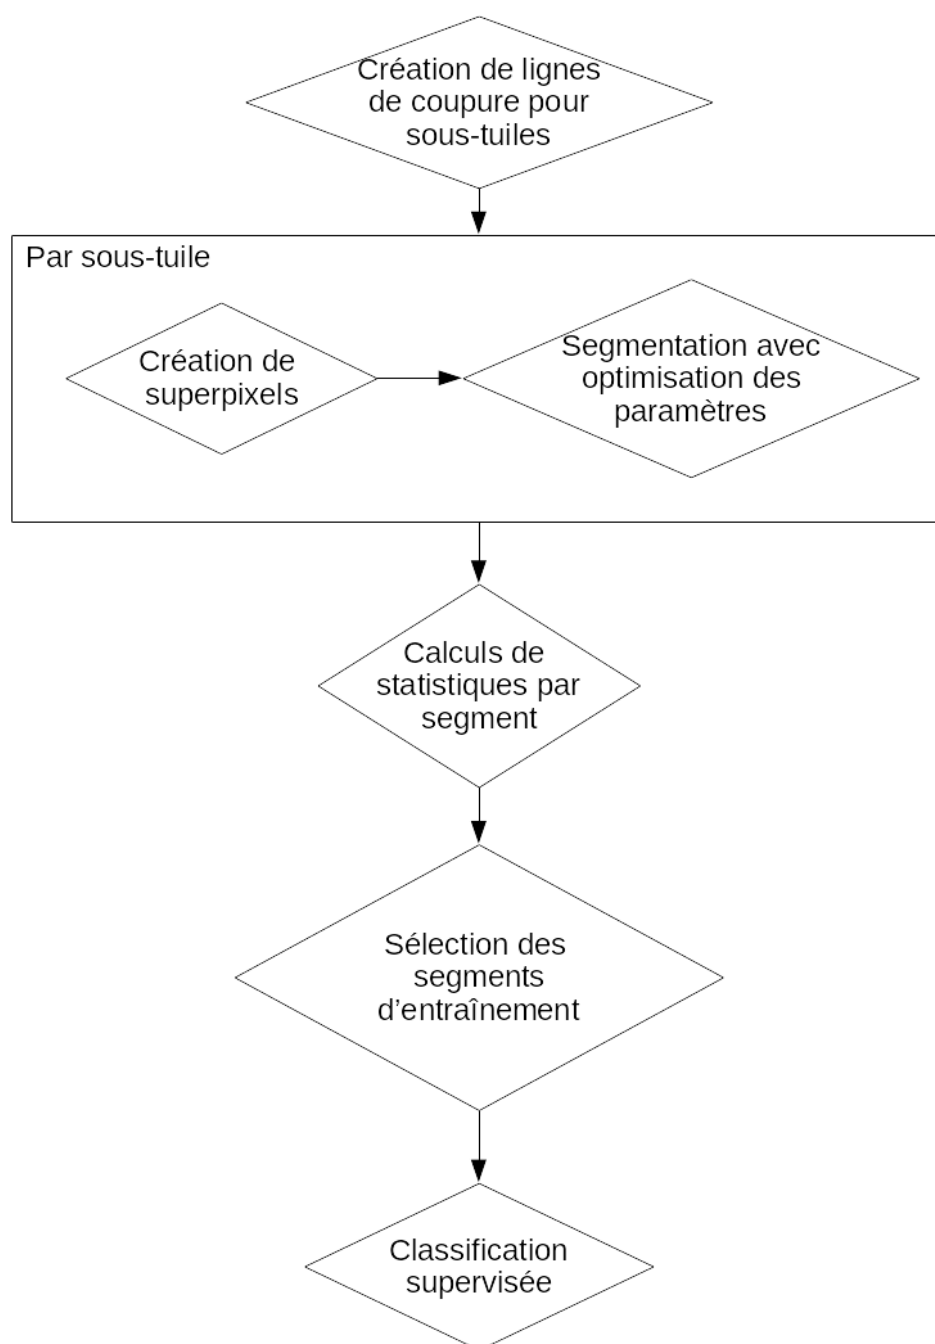 Création de lignes
de coupure pour
sous-tuiles
Par sous-tuile
Création de
superpixels
Segmentation avec
optimisation des
paramètres
Calculs de
statistiques par
segment
Sélection des
segments
d’entraînement
Classification
supervisée